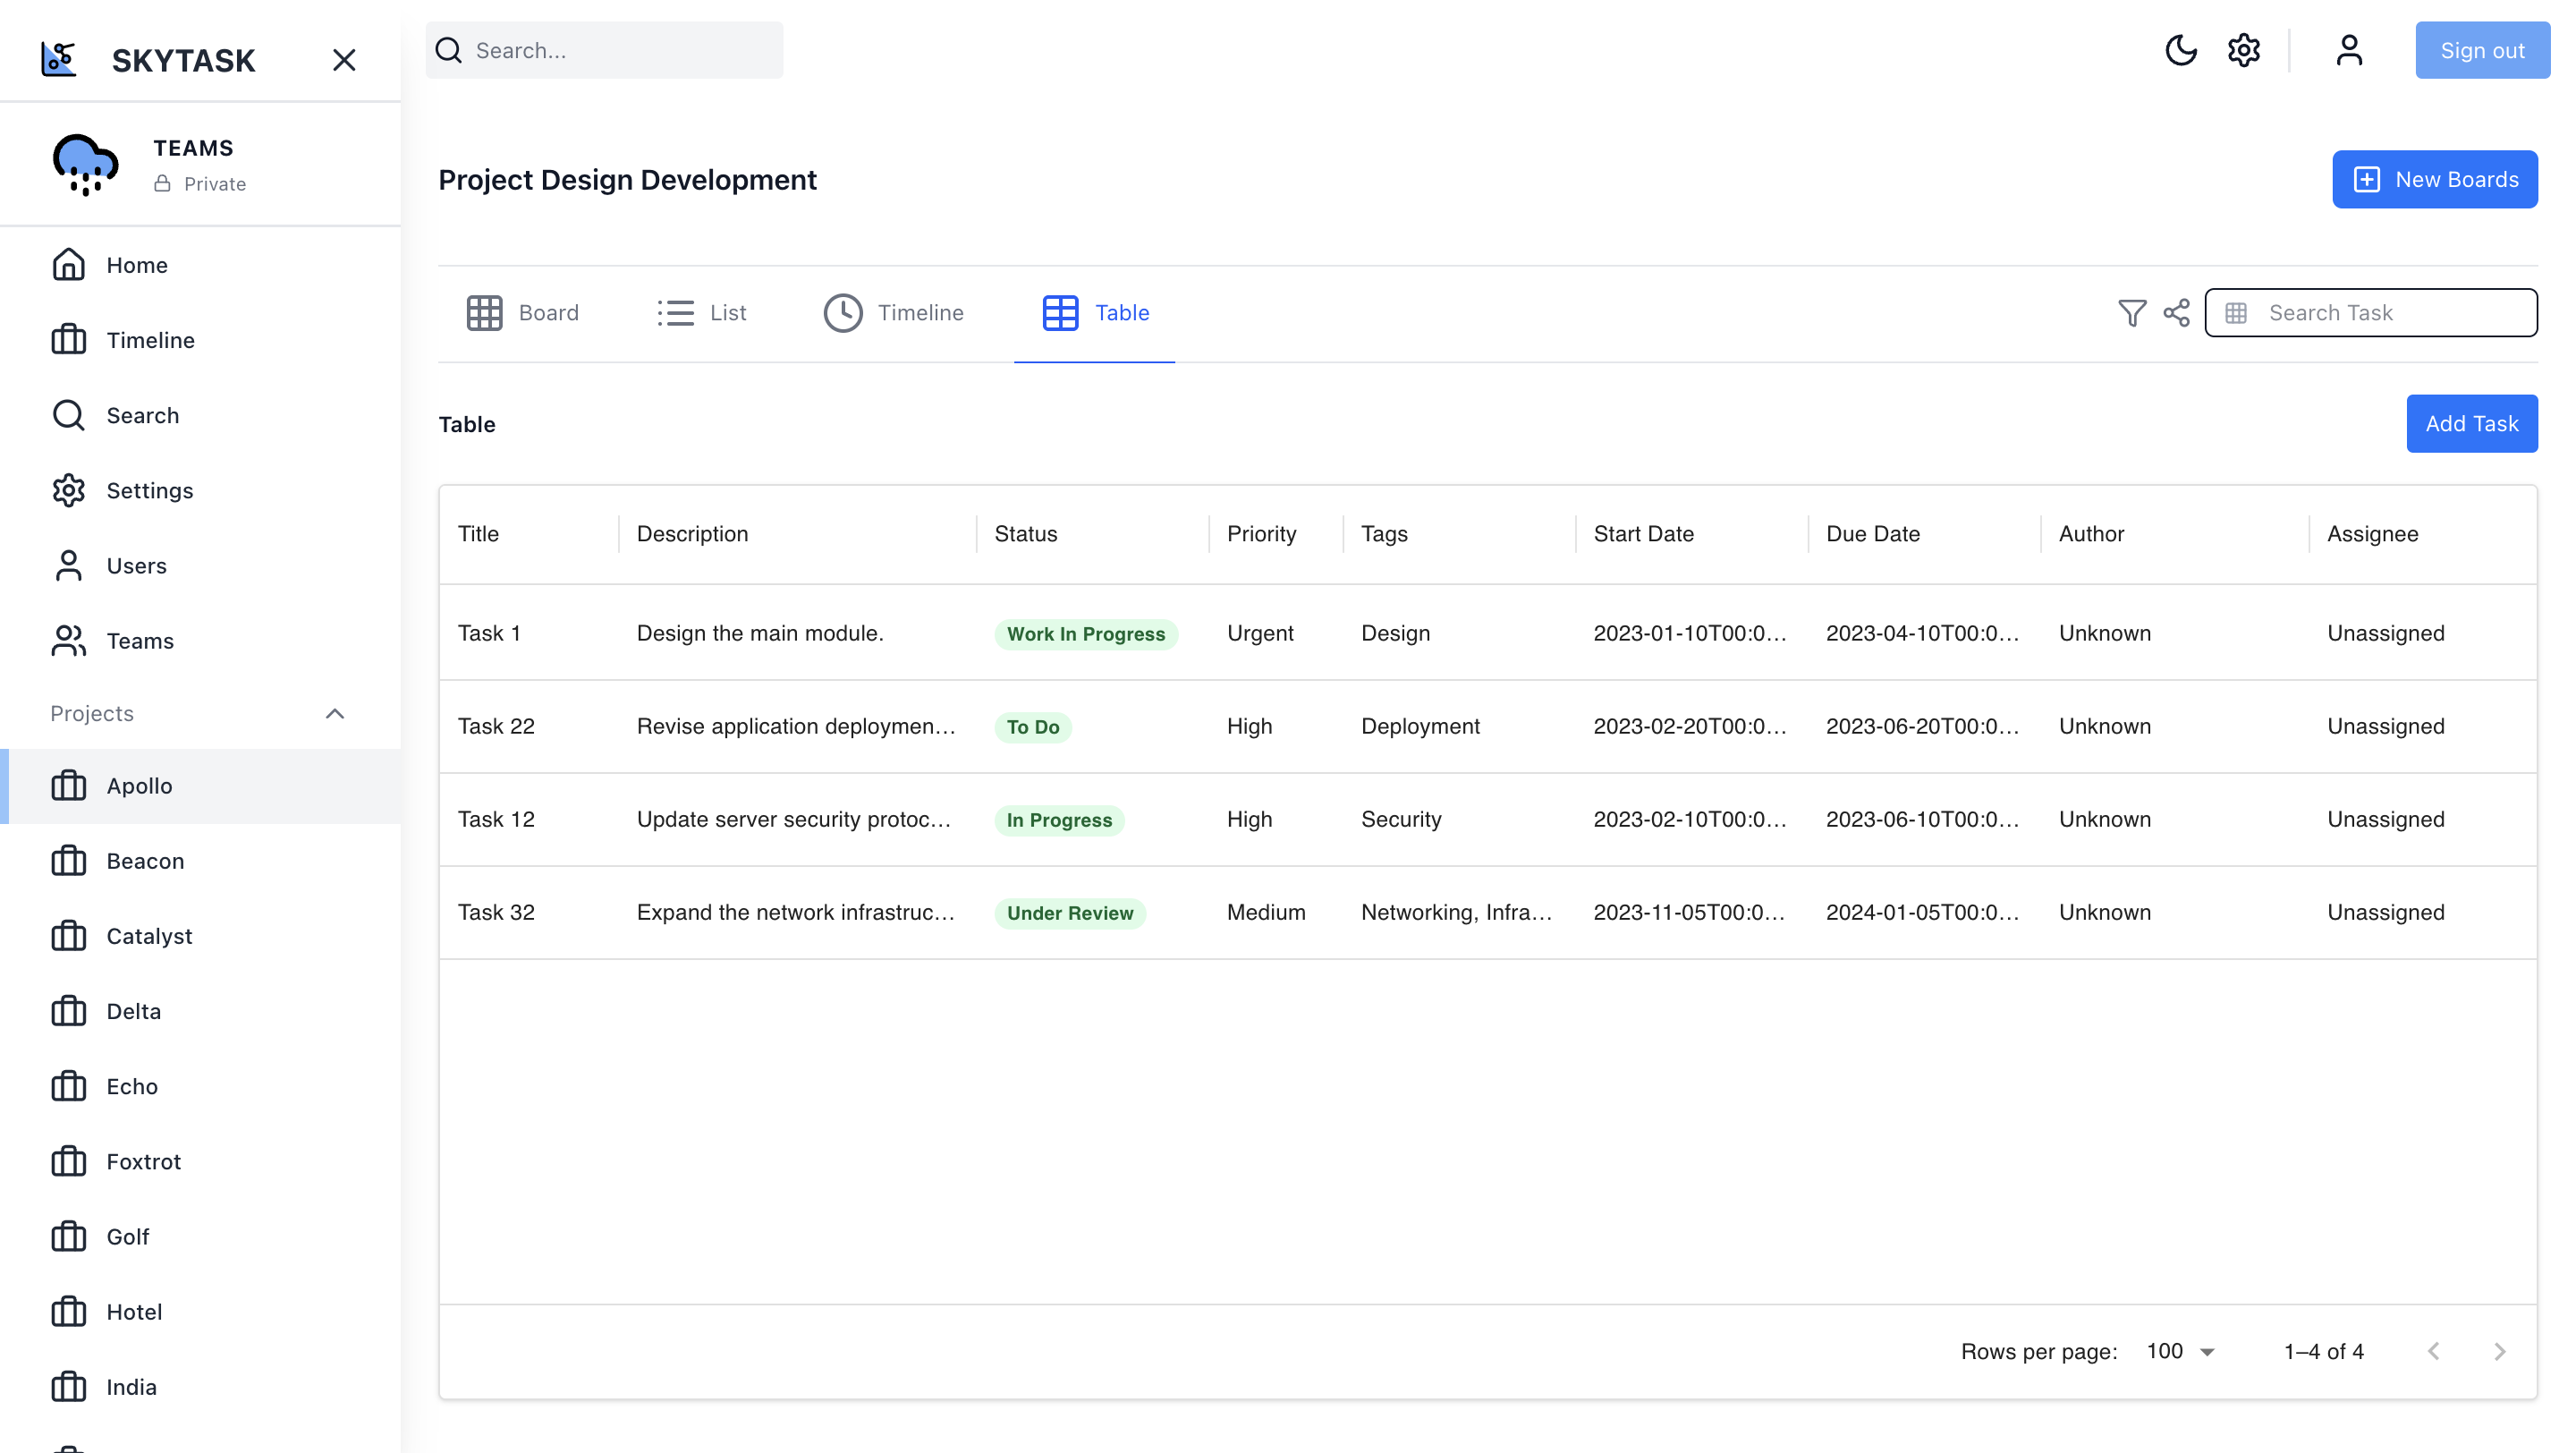 SKYTASK
Search...
Sign out
TEAMS
Private
Home
Timeline
Search
Settings
Users
Teams
Projects
Apollo
Beacon
Catalyst
Delta
Echo
Foxtrot
Golf
Hotel
India
Project Design Development
New Boards
Board List Timeline Table
Search Task
Table
Add Task
Title Description Status Priority Tags Start Date Due Date Author Assignee
Task 1 Design the main module. Work In Progress Urgent Design 2023-01-10T00:0... 2023-04-10T00:0... Unknown Unassigned
Task 22 Revise application deploymen... To Do High Deployment 2023-02-20T00:0... 2023-06-20T00:0... Unknown Unassigned
Task 12 Update server security protoc... In Progress High Security 2023-02-10T00:0... 2023-06-10T00:0... Unknown Unassigned
Task 32 Expand the network infrastruc... Under Review Medium Networking, Infra... 2023-11-05T00:0... 2024-01-05T00:0... Unknown Unassigned
Rows per page: 100 1–4 of 4